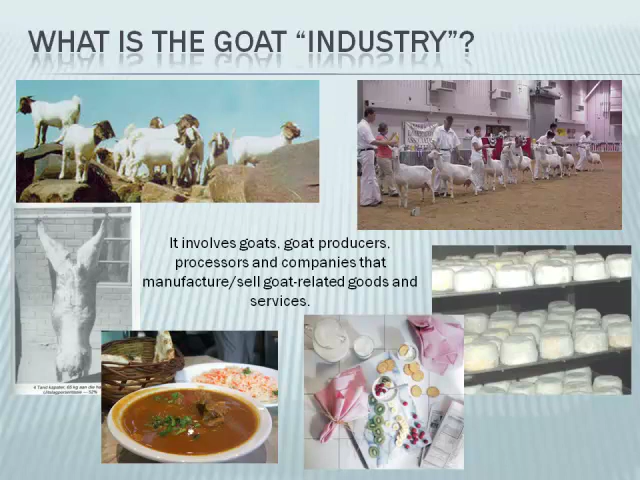 WHAT IS THE GOAT “INDUSTRY”?
It involves goats, goat producers,
processors and companies that
manufacture/sell goat-related goods and
services.